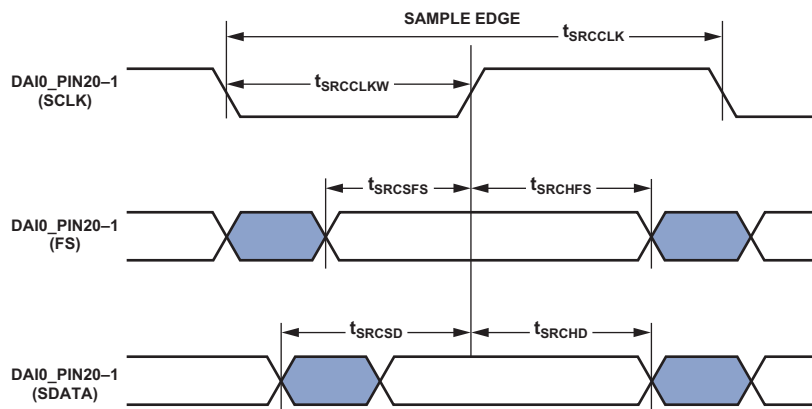 SAMPLE EDGE
tSRCCLK
DAI0_PIN20–1
(SCLK)
tSRCCLKW
tSRCSFS
tSRCHFS
DAI0_PIN20–1
(FS)
tSRCSD
tSRCHD
DAI0_PIN20–1
(SDATA)